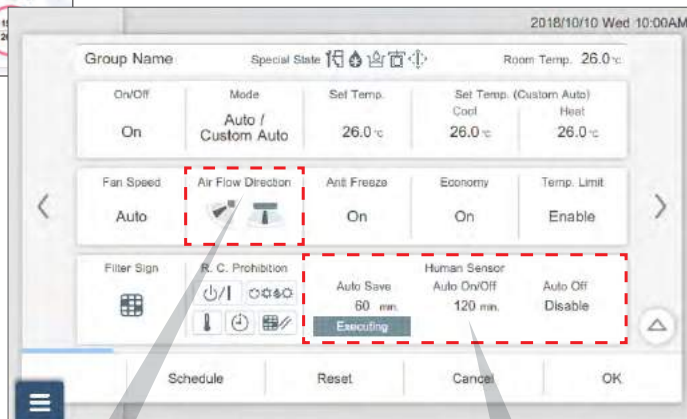 2018/10/10 Wed 10:00AM
Group Name Special State Room Temp. 26.0℃
On/Off Mode Set Temp. Set Temp. (Custom Auto)
Cool Heat
On Auto / Custom Auto 26.0℃ 26.0℃ 26.0℃
Fan Speed Air Flow Direction Anti Freeze Economy Temp. Limit
Auto On On Enable
Filter Sign R. C. Prohibition Human Sensor
Auto Save Auto On/Off Auto Off
60 min. 120 min. Disable
Executing
Schedule Reset Cancel OK